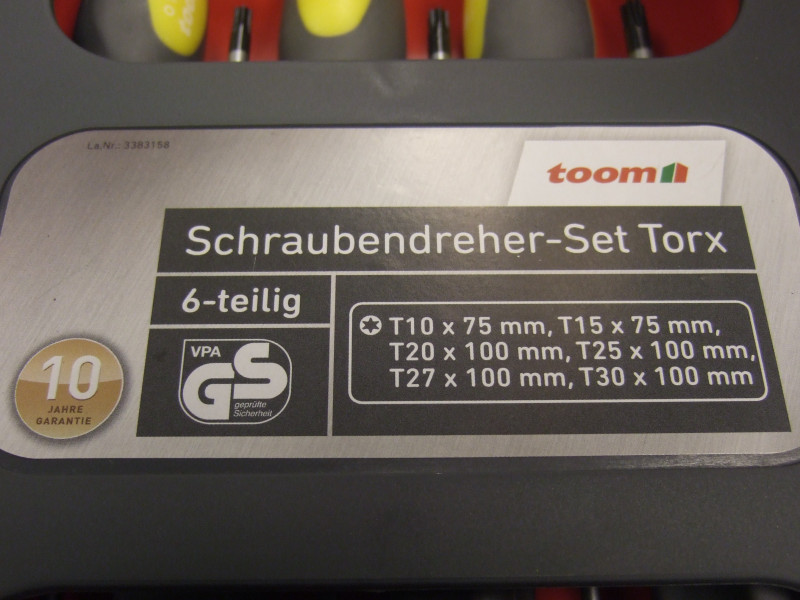 La,Nr.: 3383158
toom
Schraubendreher-Set Torx
6-teilig
T10 x 75 mm, T15 x 75 mm,
T20 x 100 mm, T25 x 100 mm,
T27 x 100 mm, T30 x 100 mm
VPA
GS
geprüfte
Sicherheit
10
JAHRE
GARANTIE